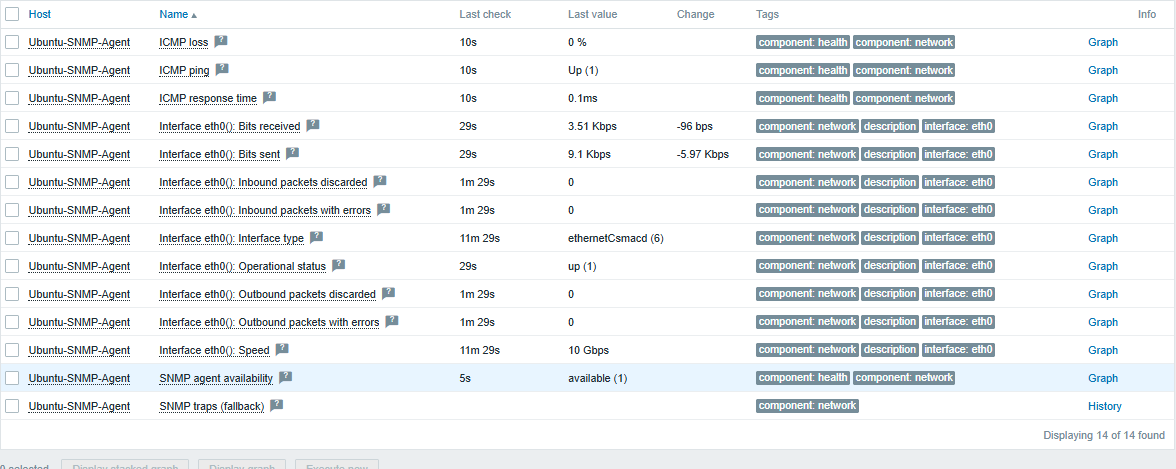 Host Name Last check Last value Change Tags Info
Ubuntu-SNMP-Agent ICMP loss ? 10s 0 % component: health component: network Graph
Ubuntu-SNMP-Agent ICMP ping ? 10s Up (1) component: health component: network Graph
Ubuntu-SNMP-Agent ICMP response time ? 10s 0.1ms component: health component: network Graph
Ubuntu-SNMP-Agent Interface eth0(): Bits received ? 29s 3.51 Kbps -96 bps component: network description interface: eth0 Graph
Ubuntu-SNMP-Agent Interface eth0(): Bits sent ? 29s 9.1 Kbps -5.97 Kbps component: network description interface: eth0 Graph
Ubuntu-SNMP-Agent Interface eth0(): Inbound packets discarded ? 1m 29s 0 component: network description interface: eth0 Graph
Ubuntu-SNMP-Agent Interface eth0(): Inbound packets with errors ? 1m 29s 0 component: network description interface: eth0 Graph
Ubuntu-SNMP-Agent Interface eth0(): Interface type ? 11m 29s ethernetCsmacd (6) component: network description interface: eth0 Graph
Ubuntu-SNMP-Agent Interface eth0(): Operational status ? 29s up (1) component: network description interface: eth0 Graph
Ubuntu-SNMP-Agent Interface eth0(): Outbound packets discarded ? 1m 29s 0 component: network description interface: eth0 Graph
Ubuntu-SNMP-Agent Interface eth0(): Outbound packets with errors ? 1m 29s 0 component: network description interface: eth0 Graph
Ubuntu-SNMP-Agent Interface eth0(): Speed ? 11m 29s 10 Gbps component: network description interface: eth0 Graph
Ubuntu-SNMP-Agent SNMP agent availability ? 5s available (1) component: health component: network Graph
Ubuntu-SNMP-Agent SNMP traps (fallback) ? component: network History
Displaying 14 of 14 found
0 selected Display stacked graph Display graph Execute now